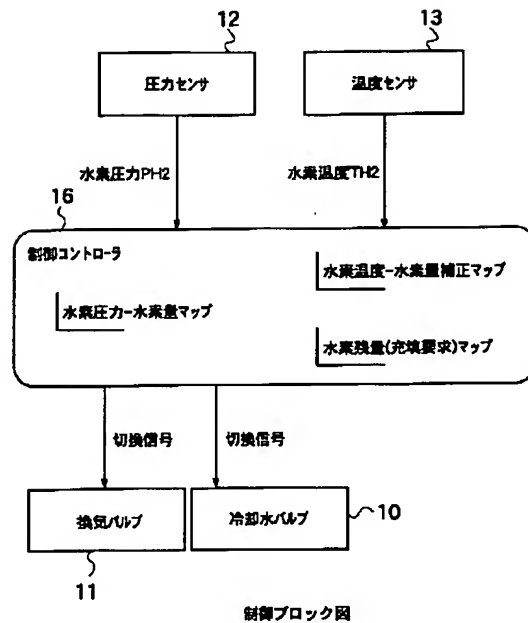 12
13
圧力センサ
温度センサ
水素圧力PH2
水素温度TH2
16
制御コントローラ
水素温度-水素量補正マップ
水素圧力-水素量マップ
水素残量(充填要求)マップ
切換信号
切換信号
換気バルブ
冷却水バルブ
10
11
制御ブロック図